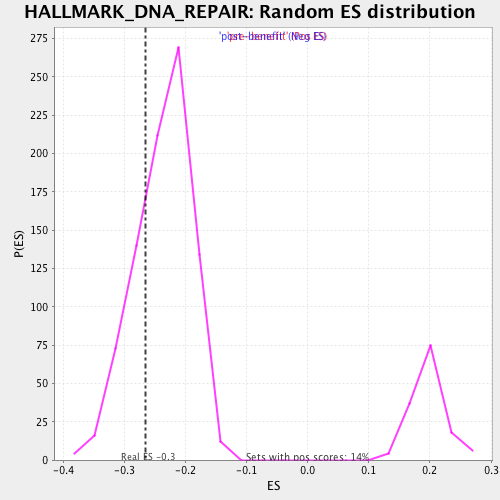 HALLMARK_DNA_REPAIR: Random ES distribution
(Neg ES)
275
250
225
200
175
150
125
100
75
50
25
0
P(ES)
Real ES -0.3
Sets with pos scores: 14%
-0.4 -0.3 -0.2 -0.1 0.0 0.1 0.2 0.3
ES